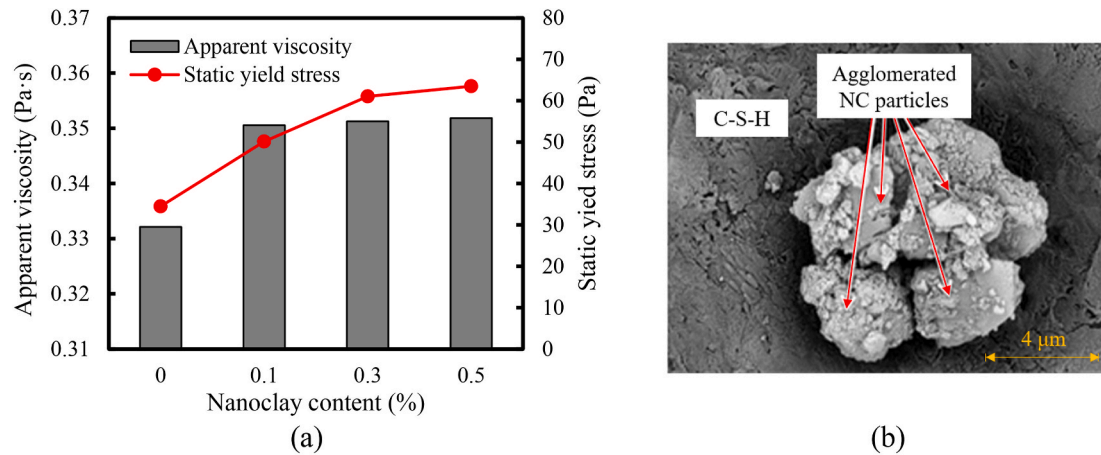 0.37
0.36
0.35
0.34
0.33
0.32
0.31
Apparent viscosity (Pa·s)
Apparent viscosity
Static yield stress
80
70
60
50
40
30
20
10
0
Static yied stress (Pa)
0 0.1 0.3 0.5
Nanoclay content (%)
(a)
Agglomerated
NC particles
C-S-H
4 μm
(b)